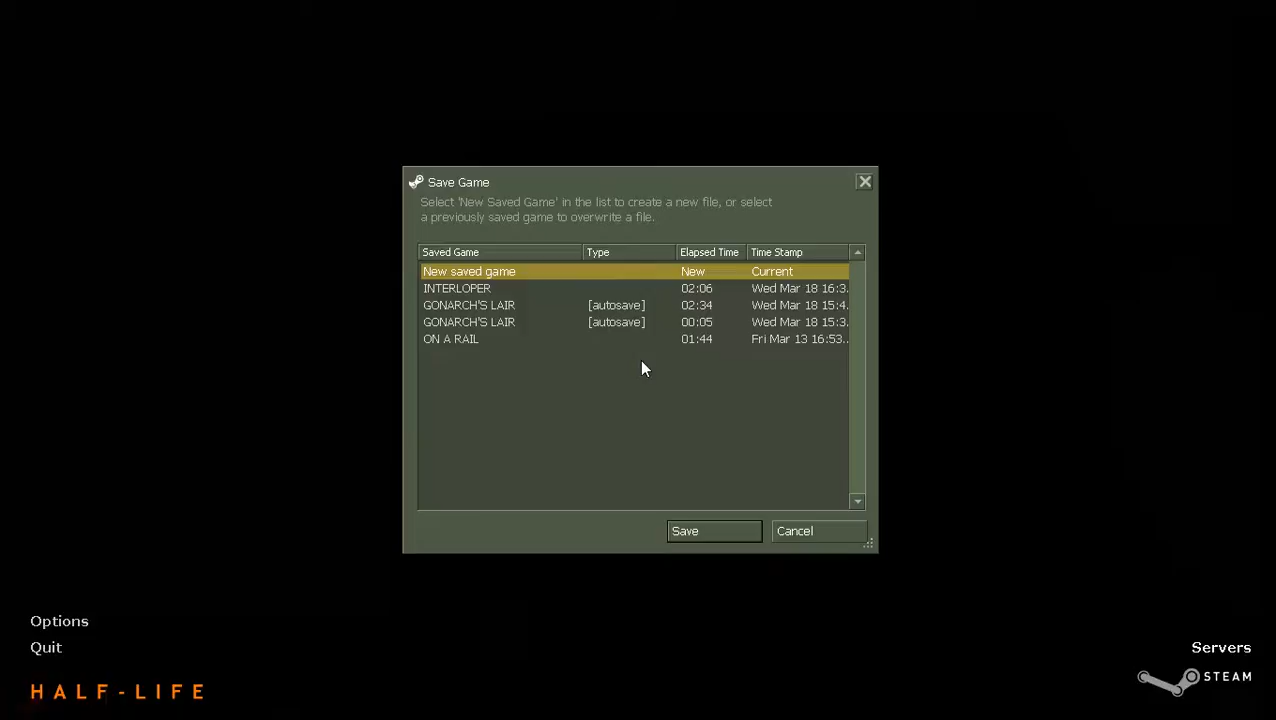 Save Game
Select 'New Saved Game' in the list to create a new file, or select
a previously saved game to overwrite a file.
Saved Game Type Elapsed Time Time Stamp
New saved game New Current
INTERLOPER 02:06 Wed Mar 18 16:3..
GONARCH'S LAIR [autosave] 02:34 Wed Mar 18 15:4..
GONARCH'S LAIR [autosave] 00:05 Wed Mar 18 15:3..
ON A RAIL 01:44 Fri Mar 13 16:53..
Save Cancel
Options
Quit Servers
HALF-LIFE STEAM